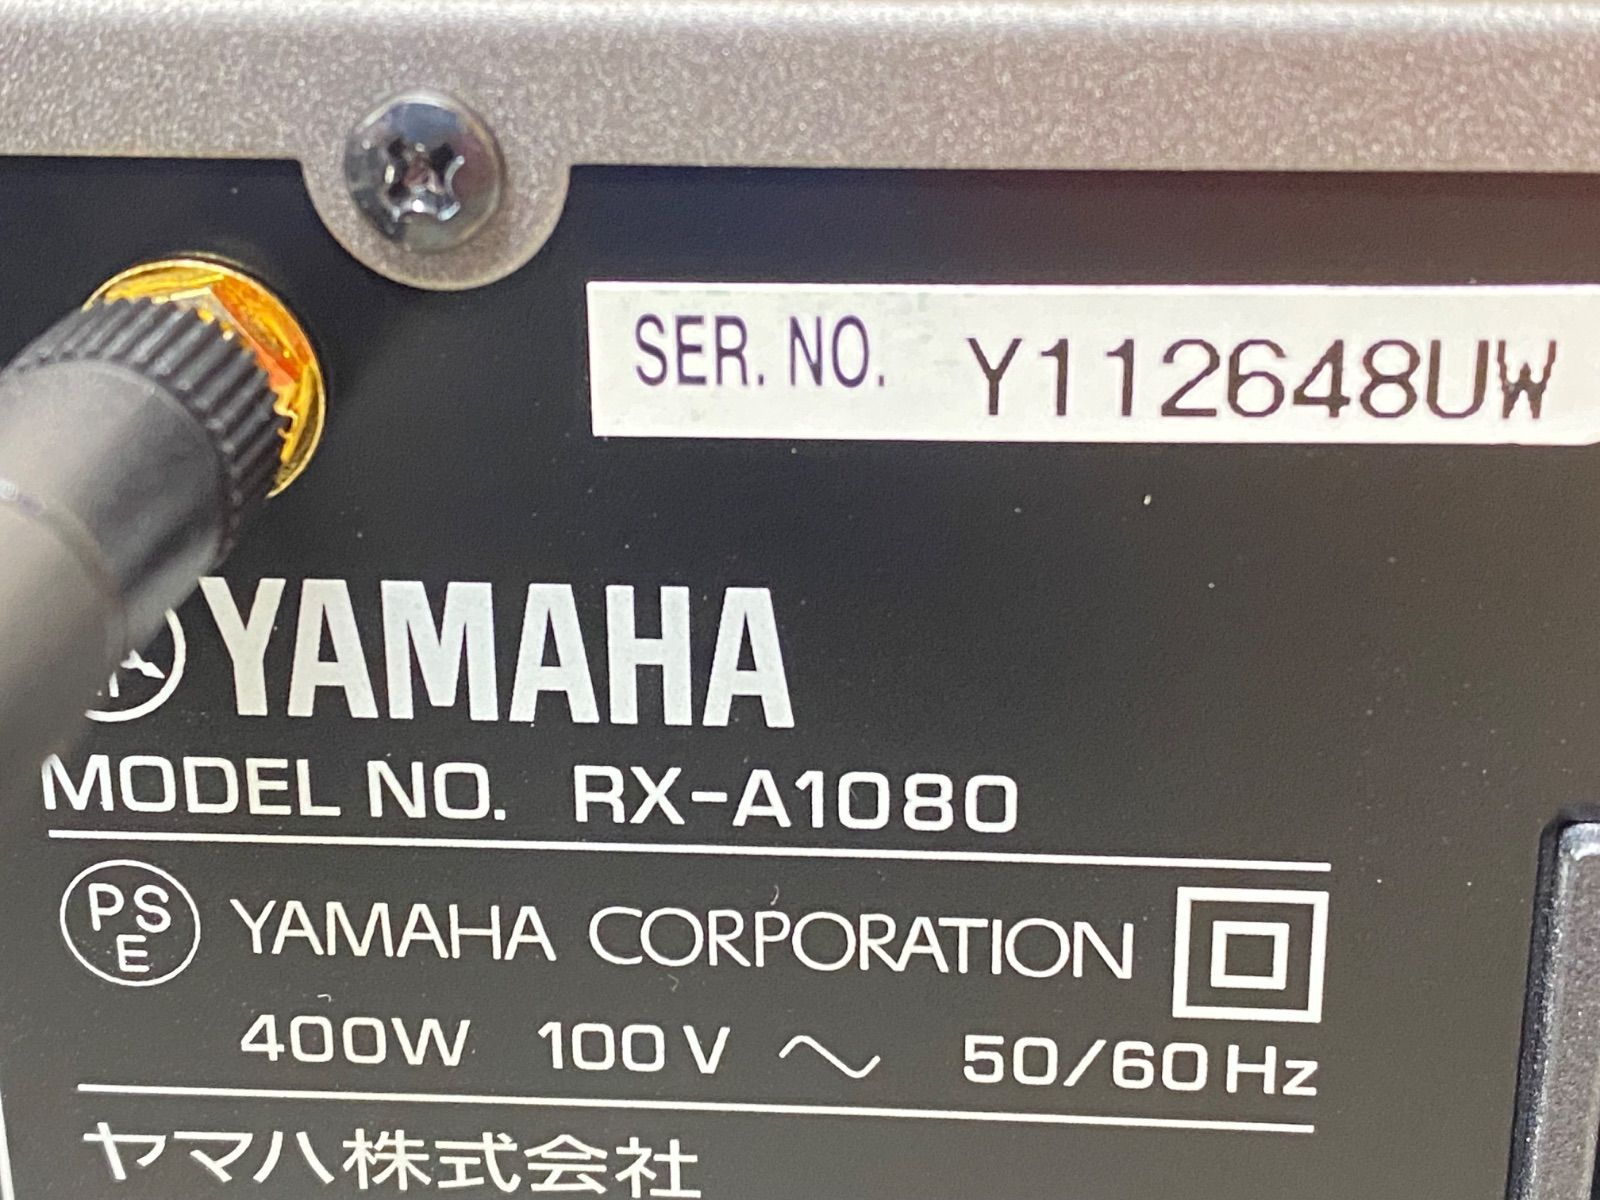 SER. NO. Y112648UW
YAMAHA
MODEL NO. RX-A1080
PS
E
YAMAHA CORPORATION
400W 100V ～ 50/60Hz
ヤマハ株式会社